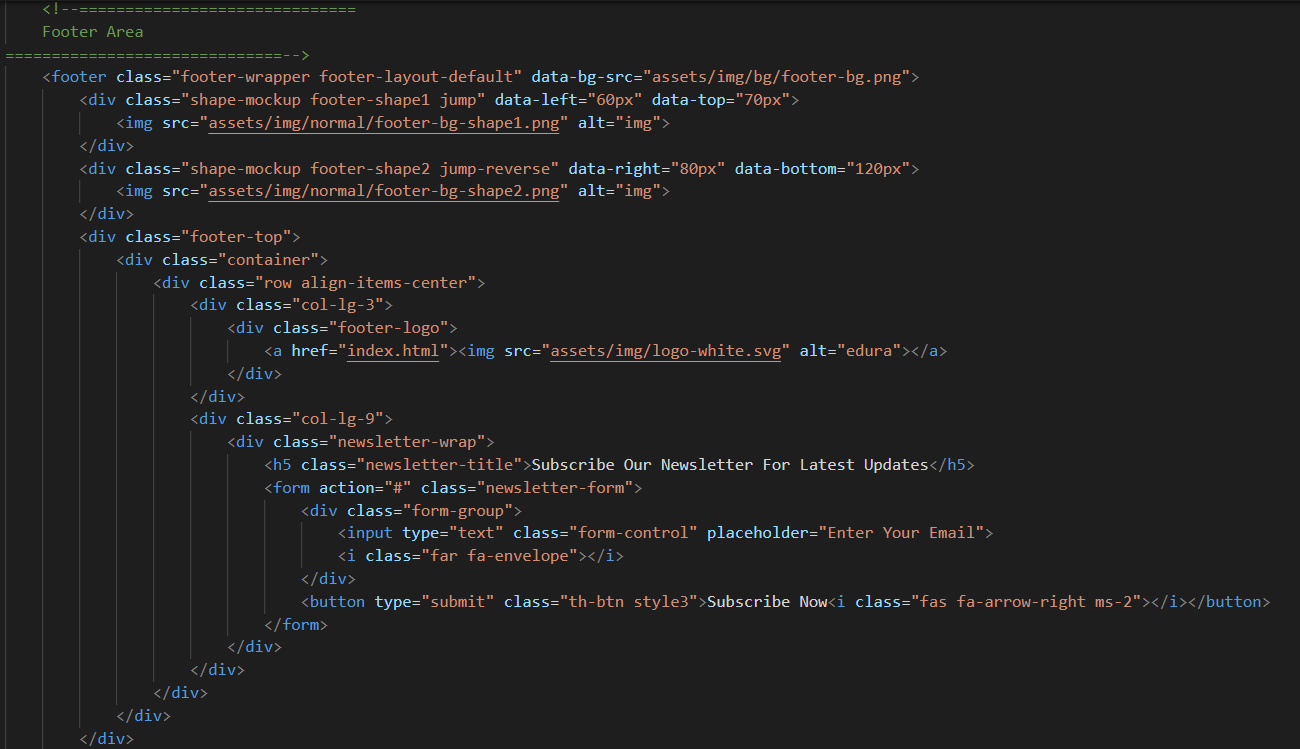 <!--==============================
Footer Area
==============================-->
<footer class="footer-wrapper footer-layout-default" data-bg-src="assets/img/bg/footer-bg.png">
<div class="shape-mockup footer-shape1 jump" data-left="60px" data-top="70px">
<img src="assets/img/normal/footer-bg-shape1.png" alt="img">
</div>
<div class="shape-mockup footer-shape2 jump-reverse" data-right="80px" data-bottom="120px">
<img src="assets/img/normal/footer-bg-shape2.png" alt="img">
</div>
<div class="footer-top">
<div class="container">
<div class="row align-items-center">
<div class="col-lg-3">
<div class="footer-logo">
<a href="index.html"><img src="assets/img/logo-white.svg" alt="edura"></a>
</div>
</div>
<div class="col-lg-9">
<div class="newsletter-wrap">
<h5 class="newsletter-title">Subscribe Our Newsletter For Latest Updates</h5>
<form action="#" class="newsletter-form">
<div class="form-group">
<input type="text" class="form-control" placeholder="Enter Your Email">
<i class="far fa-envelope"></i>
</div>
<button type="submit" class="th-btn style3">Subscribe Now<i class="fas fa-arrow-right ms-2"></i></button>
</form>
</div>
</div>
</div>
</div>
</div>